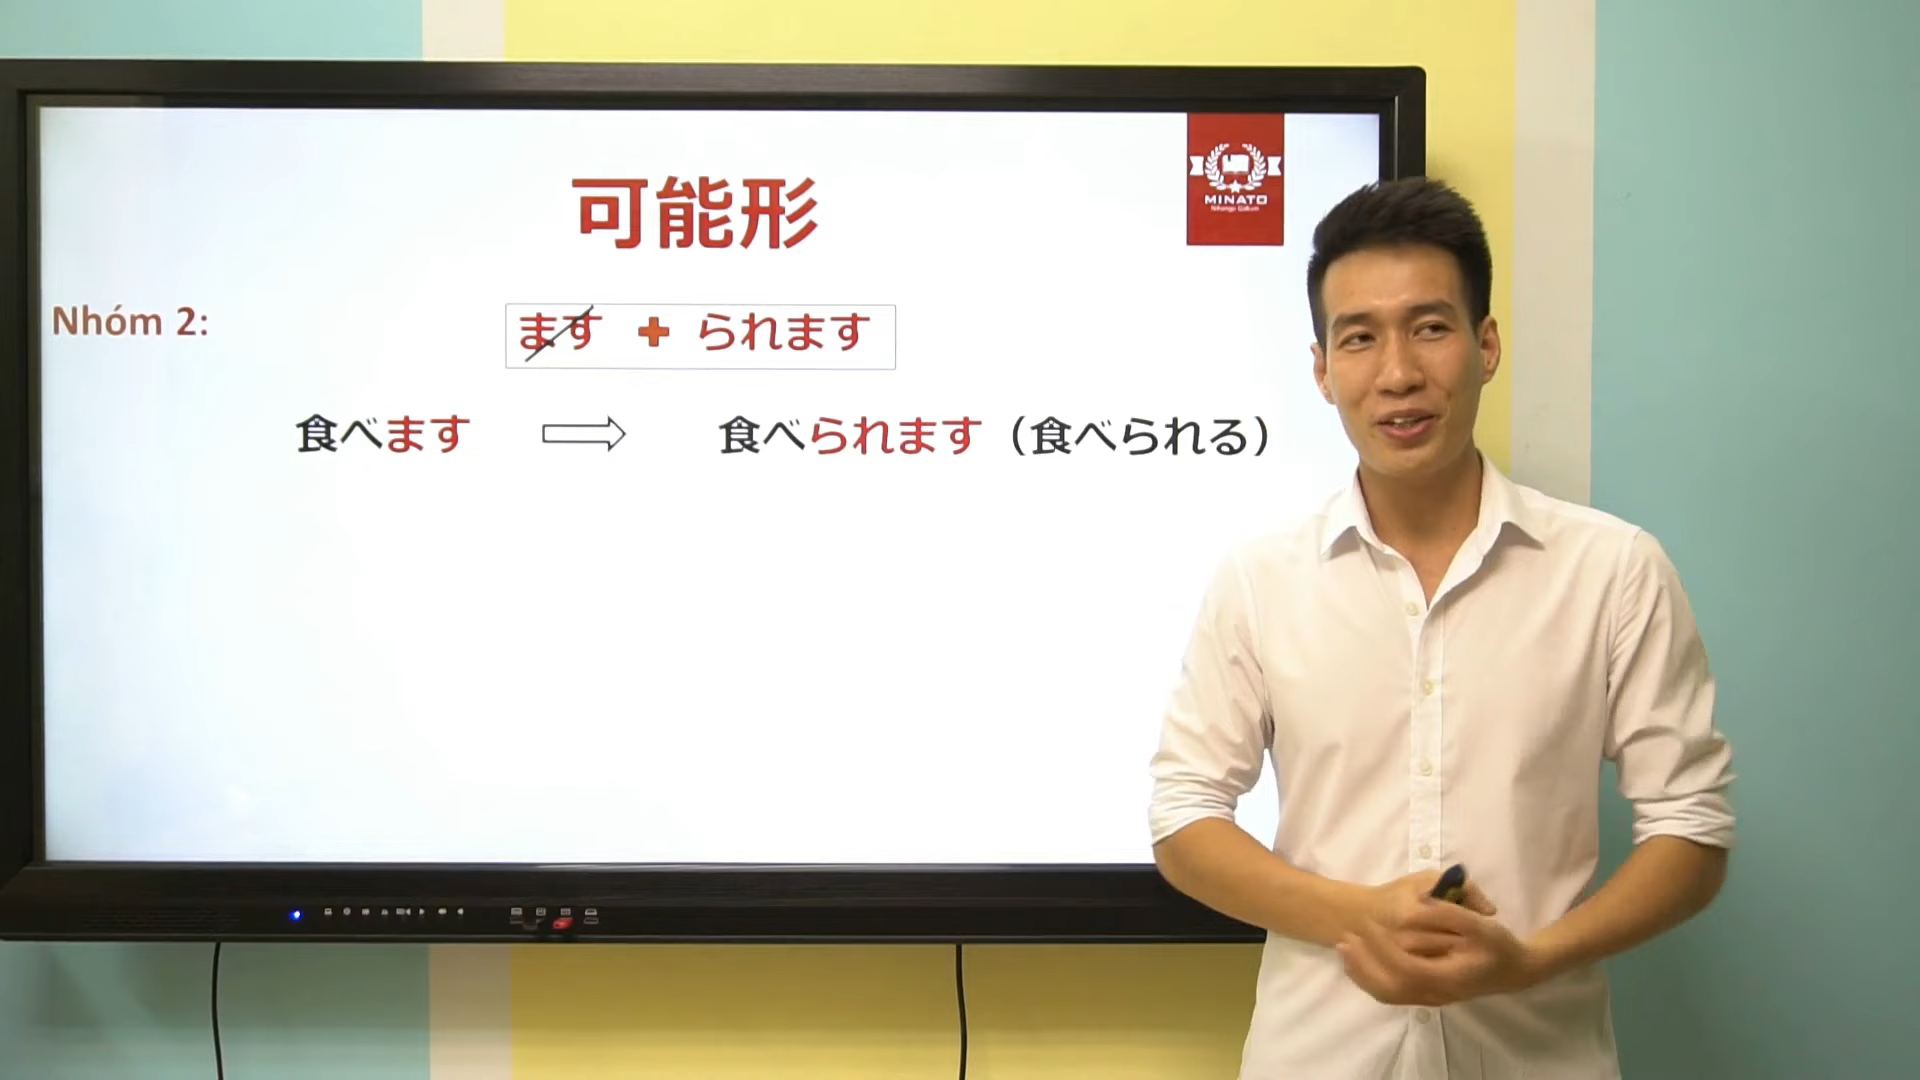 可能形
MINATO
Nhóm 2:
ます + られます
食べます ⇨ 食べられます（食べられる）